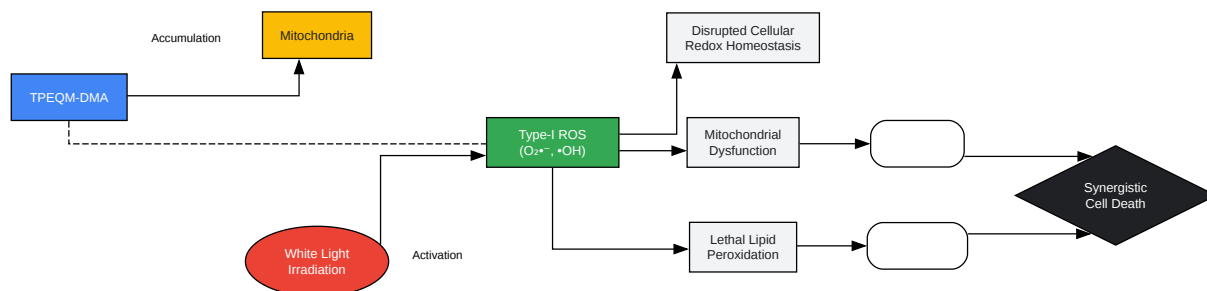 Accumulation
Mitochondria
Disrupted Cellular
Redox Homeostasis
TPEQM-DMA
Type-I ROS
(O₂•⁻, •OH)
Mitochondrial
Dysfunction
Synergistic
Cell Death
White Light
Irradiation
Activation
Lethal Lipid
Peroxidation